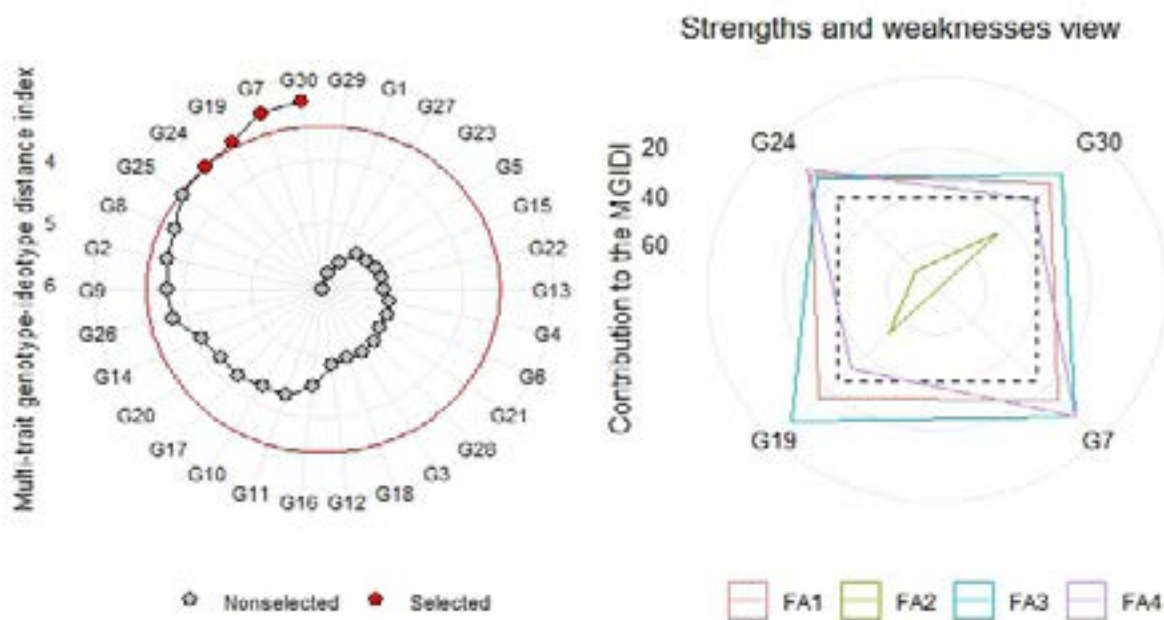 Strengths and weaknesses view
Multi-trait genotype-ideotype distance index
4
5
6
G30
G29
G1
G27
G23
G5
G15
G22
G13
G4
G6
G21
G28
G3
G18
G12
G16
G11
G10
G17
G20
G14
G26
G9
G2
G8
G25
G24
G19
G7
Nonselected
Selected
Contribution to the MGIDI
20
40
60
G24
G30
G19
G7
FA1
FA2
FA3
FA4